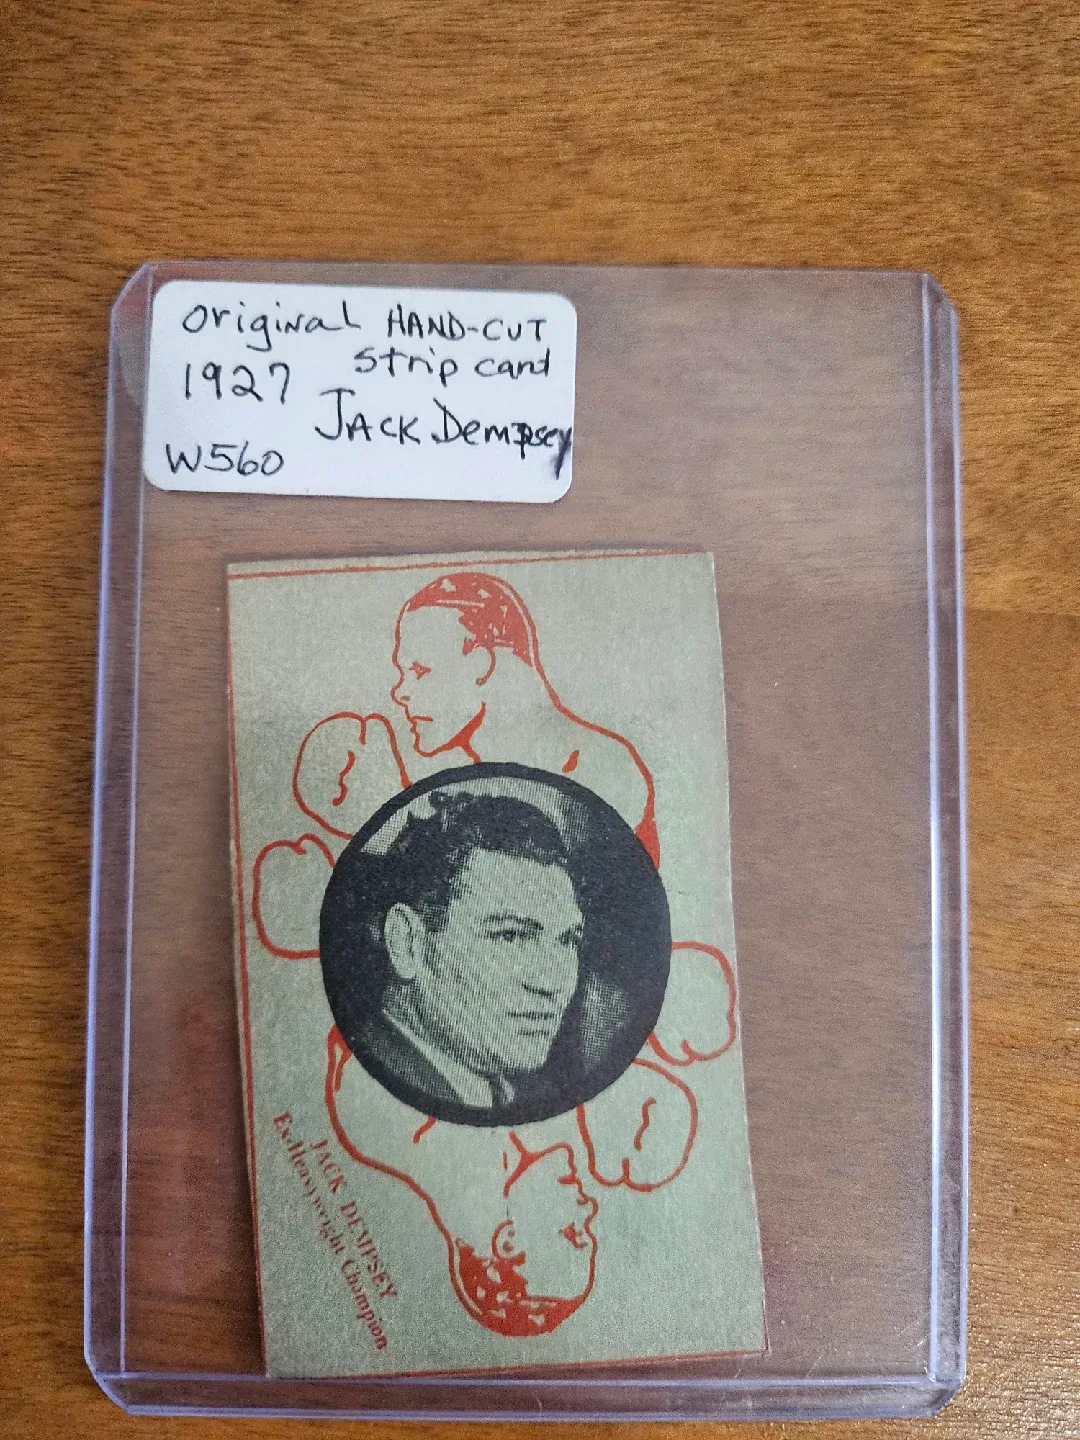 Original HAND-CUT
1927 Strip card
JACK Dempsey
W560
JACK DEMPSEY
Ex-Heavyweight Champion